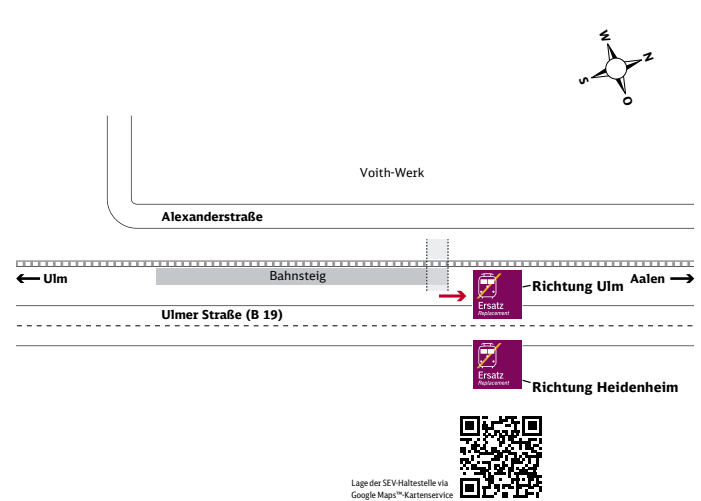 W
N
S
O
Voith-Werk
Alexanderstraße
← Ulm
Bahnsteig
Richtung Ulm
Aalen →
Ersatz
Replacement
Ulmer Straße (B 19)
Ersatz
Replacement
Richtung Heidenheim
Lage der SEV-Haltestelle via
Google Maps™-Kartenservice